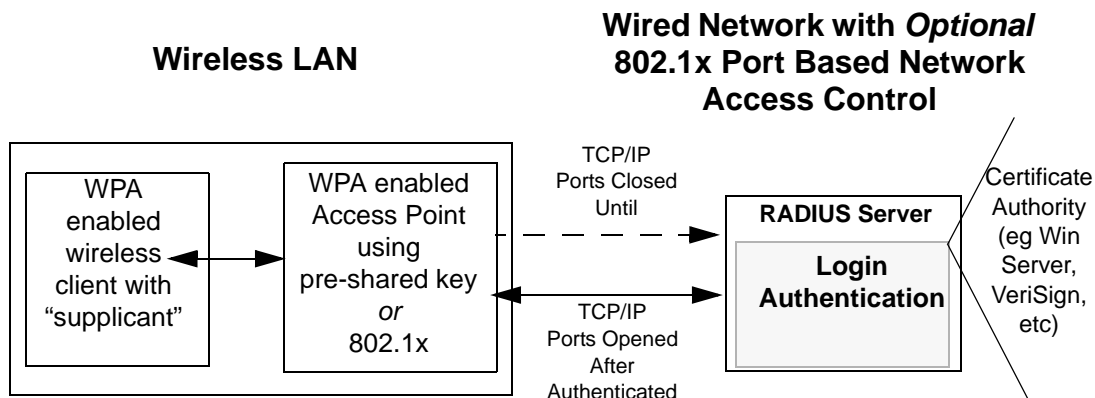 Wireless LAN
Wired Network with Optional
802.1x Port Based Network
Access Control
WPA
enabled
wireless
client with
“supplicant”
WPA enabled
Access Point
using
pre-shared key
or
802.1x
TCP/IP
Ports Closed
Until
TCP/IP
Ports Opened
After
Authenticated
RADIUS Server
Login
Authentication
Certificate
Authority
(eg Win
Server,
VeriSign,
etc)